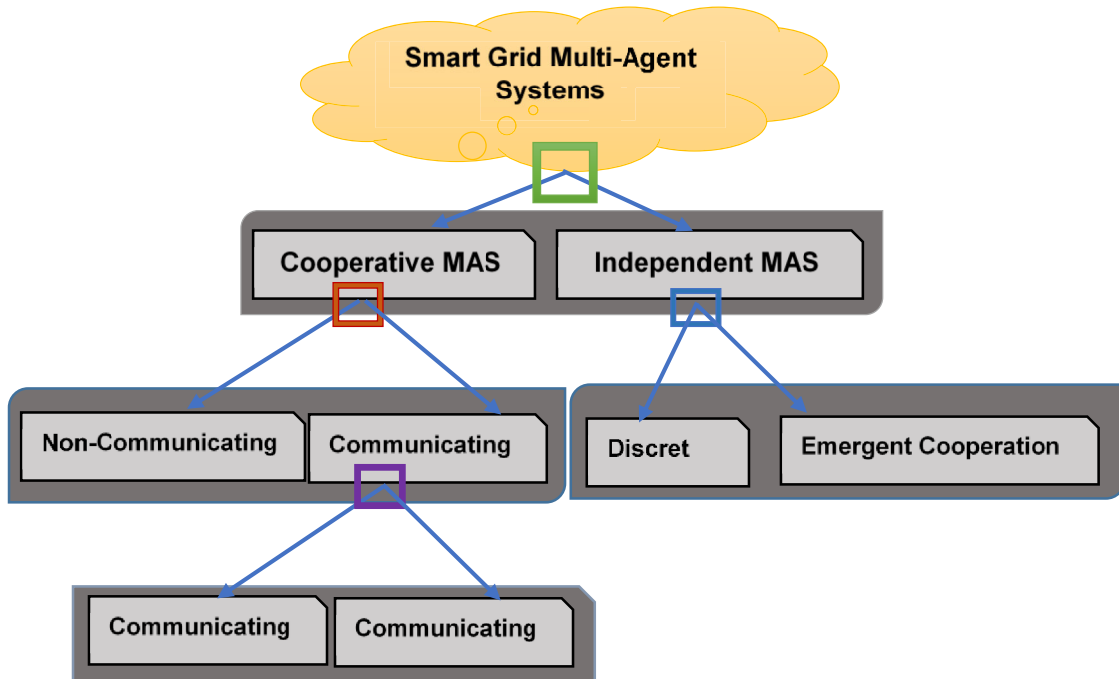 Smart Grid Multi-Agent
Systems
Cooperative MAS
Independent MAS
Non-Communicating
Communicating
Discret
Emergent Cooperation
Communicating
Communicating